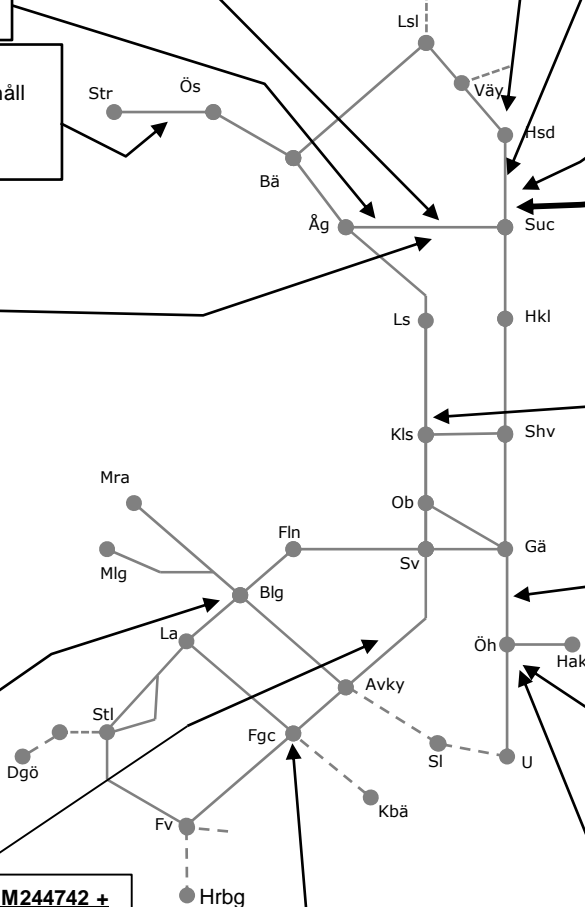 Lsl
åll
Väy
Str
Ös
Hsd
Bä
Åg
Suc
Ls
Hkl
Kls
Shv
Mra
Ob
Fln
Gä
Mlg
Sv
Blg
La
Öh
Hak
Avky
Stl
Fgc
Sl
U
Dgö
Kbä
Fv
M244742 +
Hrbg